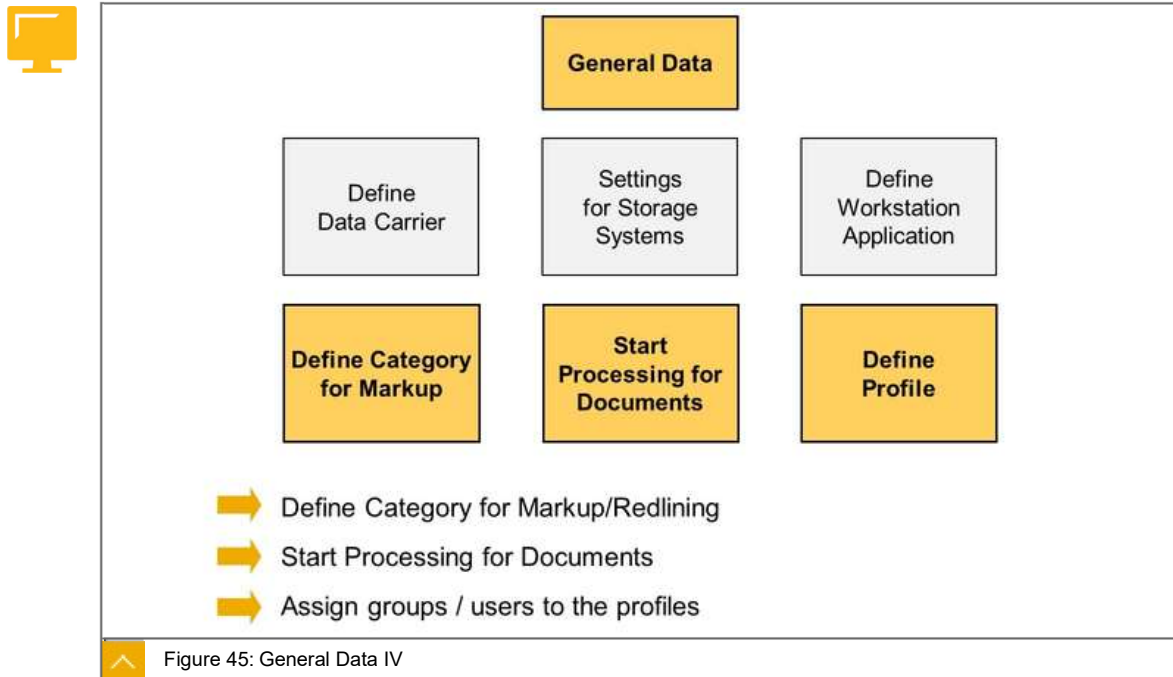 General Data
Define
Data Carrier
Settings
for Storage
Systems
Define
Workstation
Application
Define Category
for Markup
Start
Processing for
Documents
Define
Profile
Define Category for Markup/Redlining
Start Processing for Documents
Assign groups / users to the profiles
Figure 45: General Data IV